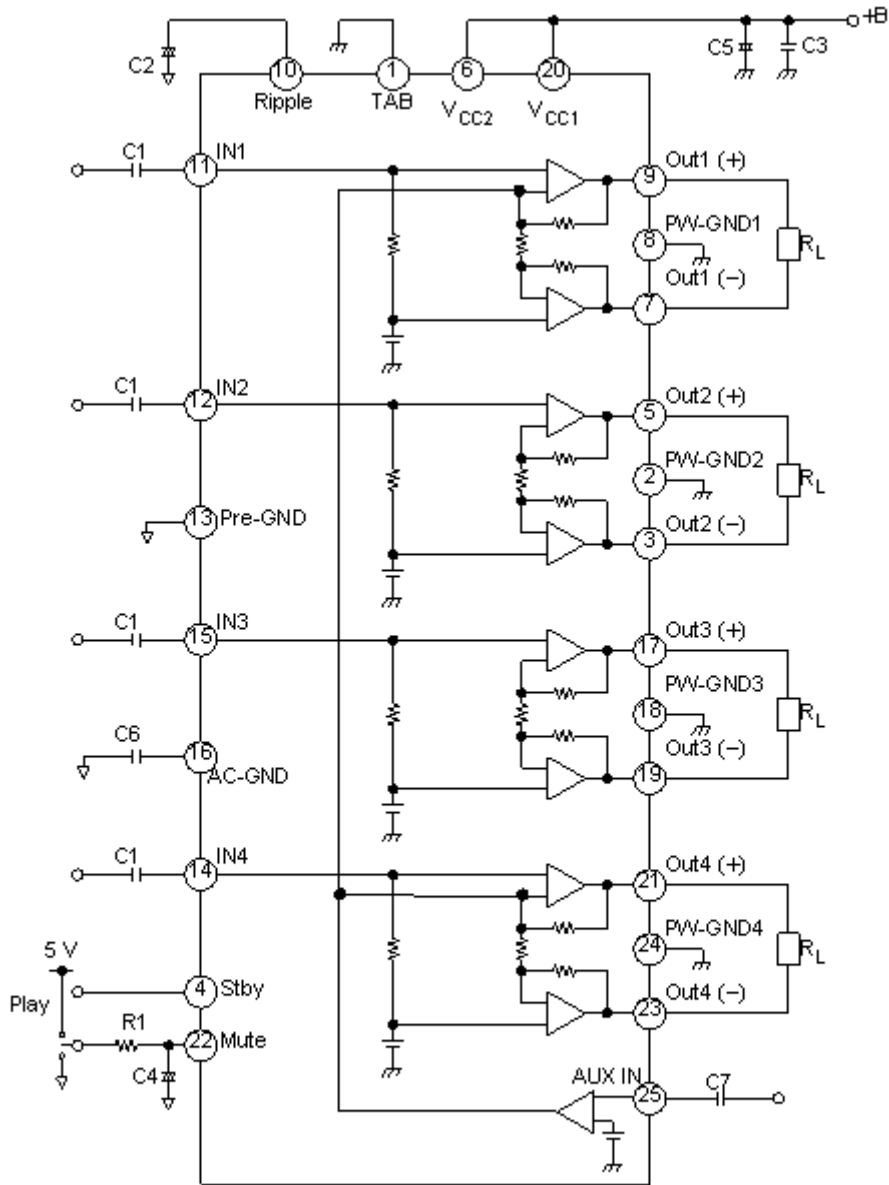 +B
C2
C5
C3
10
1
6
20
Ripple
TAB
VCC2
VCC1
C1
11
IN1
Out1 (+)
9
PW-GND1
8
RL
Out1 (−)
7
C1
12
IN2
Out2 (+)
5
PW-GND2
2
RL
13
Pre-GND
Out2 (−)
3
C1
15
IN3
Out3 (+)
17
PW-GND3
18
RL
C6
16
AC-GND
Out3 (−)
19
C1
14
IN4
Out4 (+)
21
PW-GND4
24
RL
5 V
4
Stby
Out4 (−)
23
Play
R1
22
Mute
C4
AUX IN
25
C7